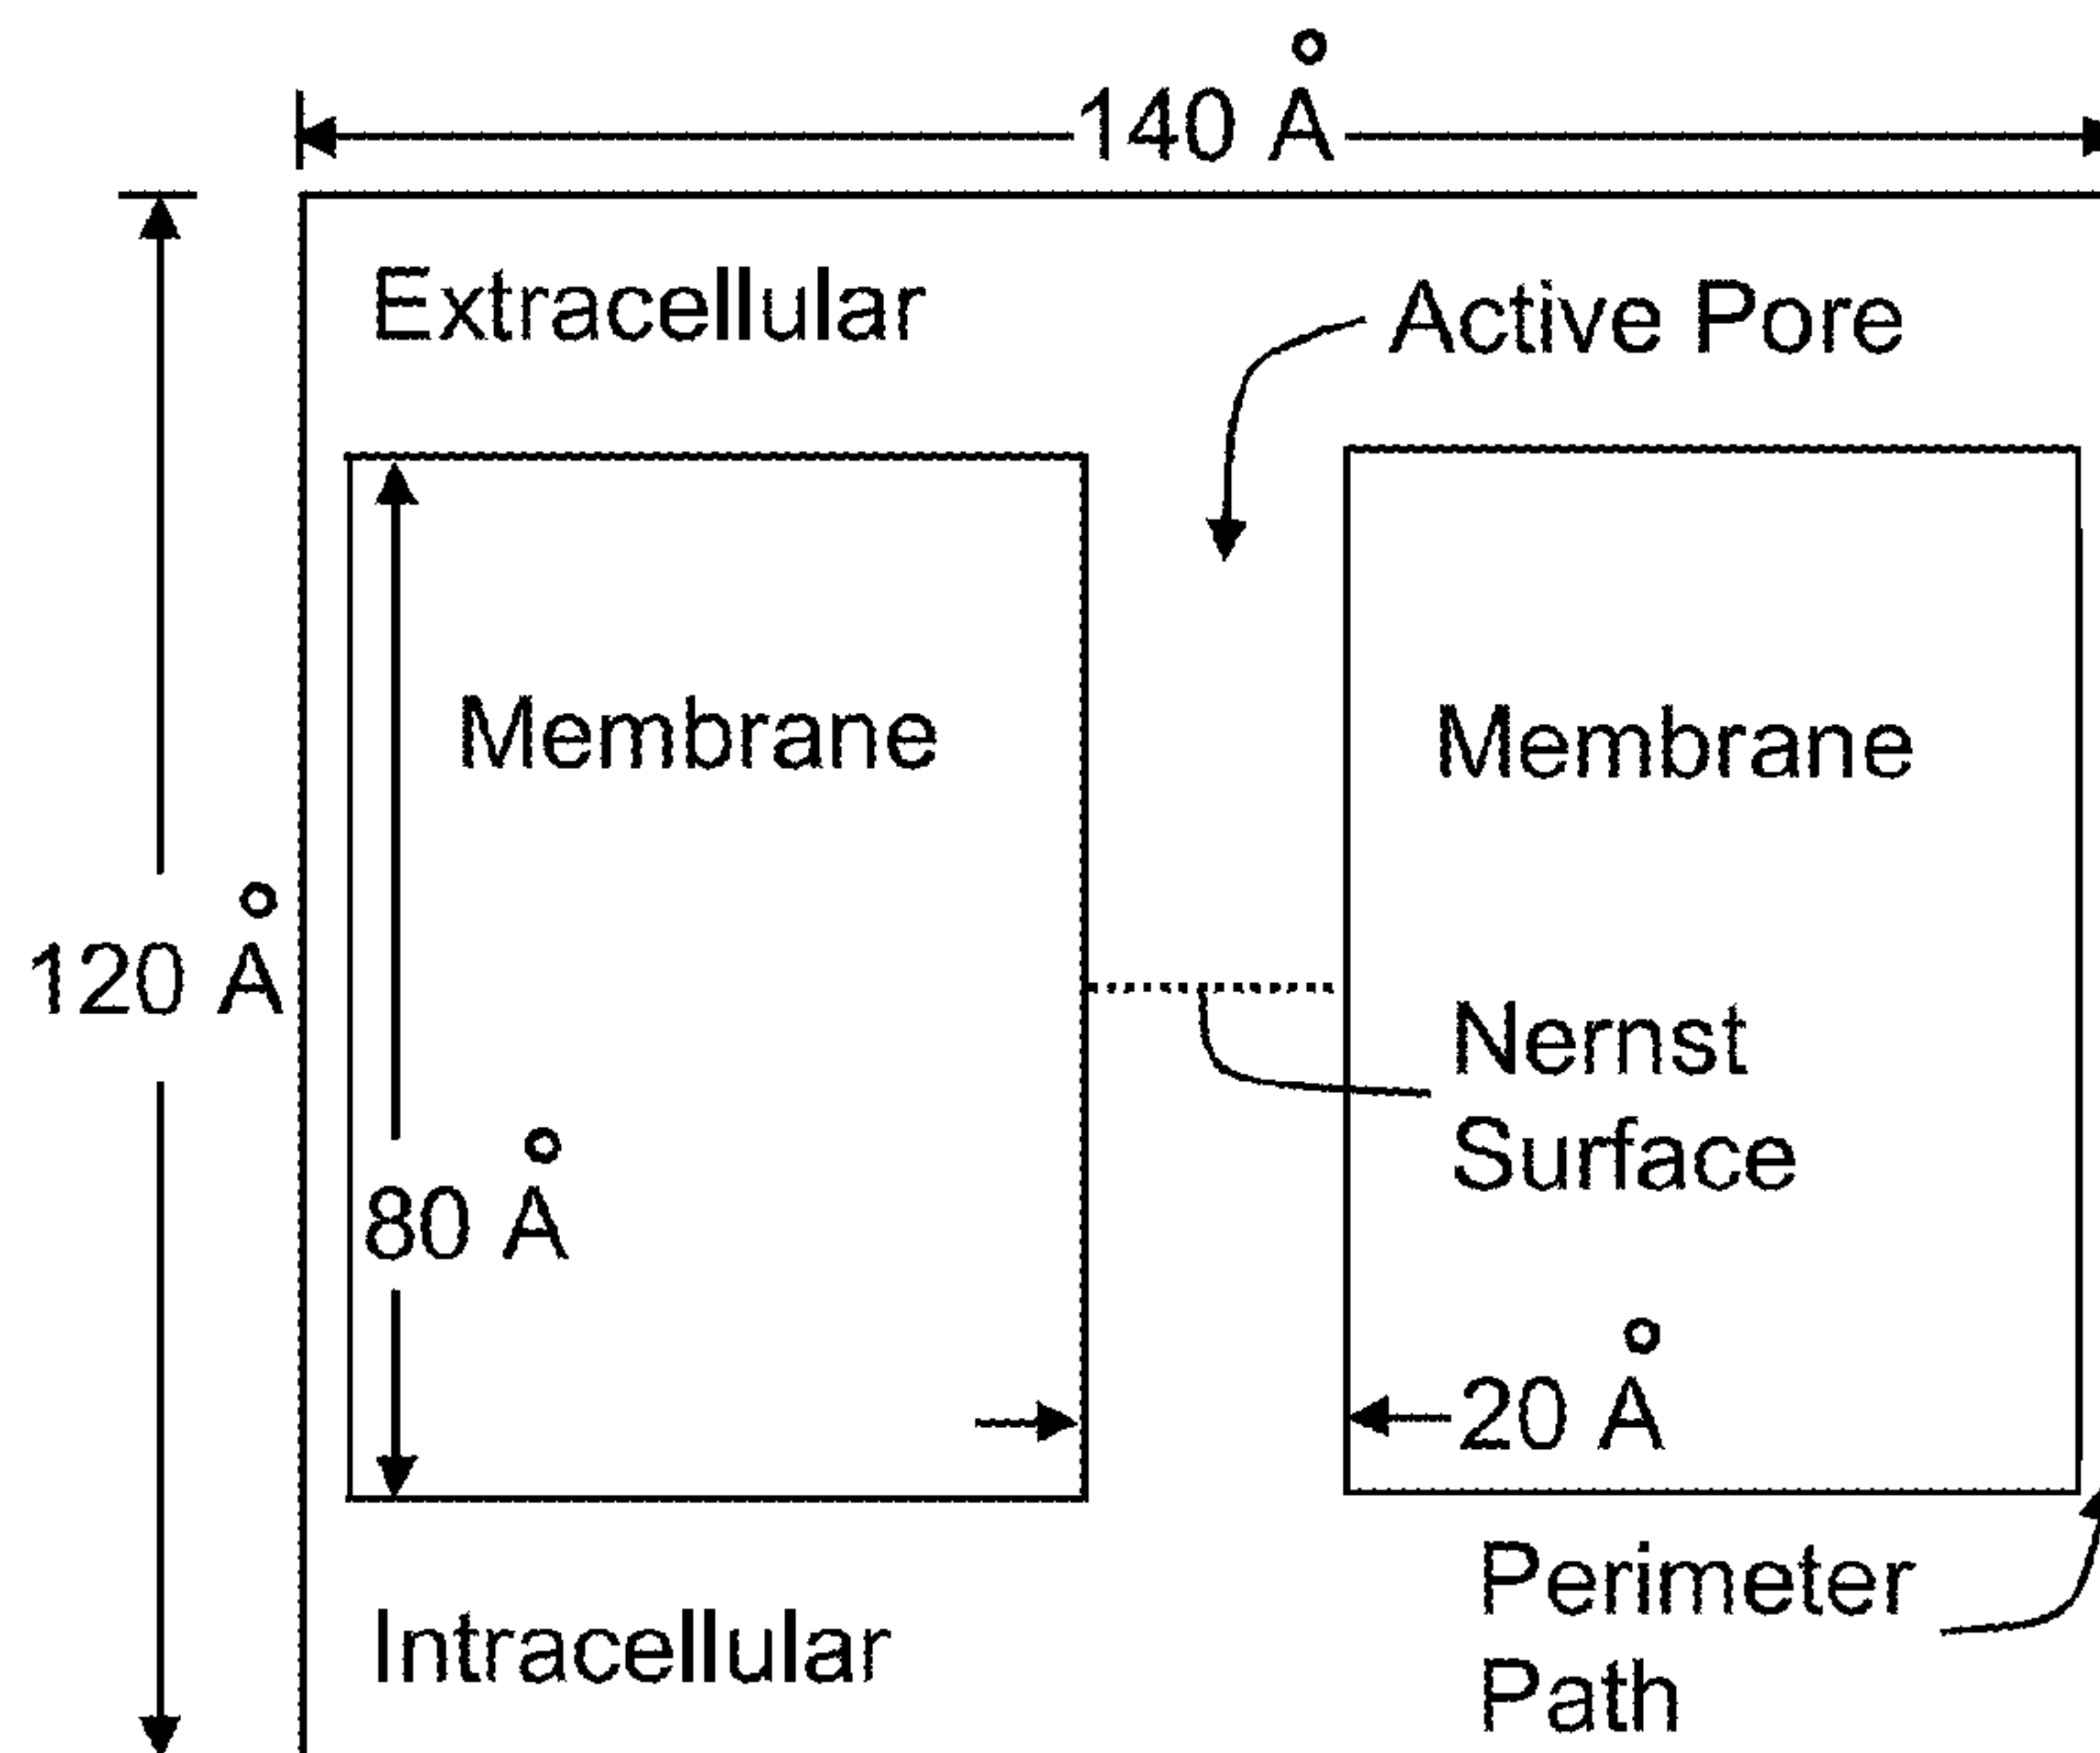 140 Å
Extracellular
Active Pore
Membrane
Membrane
120 Å
Nernst
Surface
80 Å
20 Å
Perimeter
Path
Intracellular